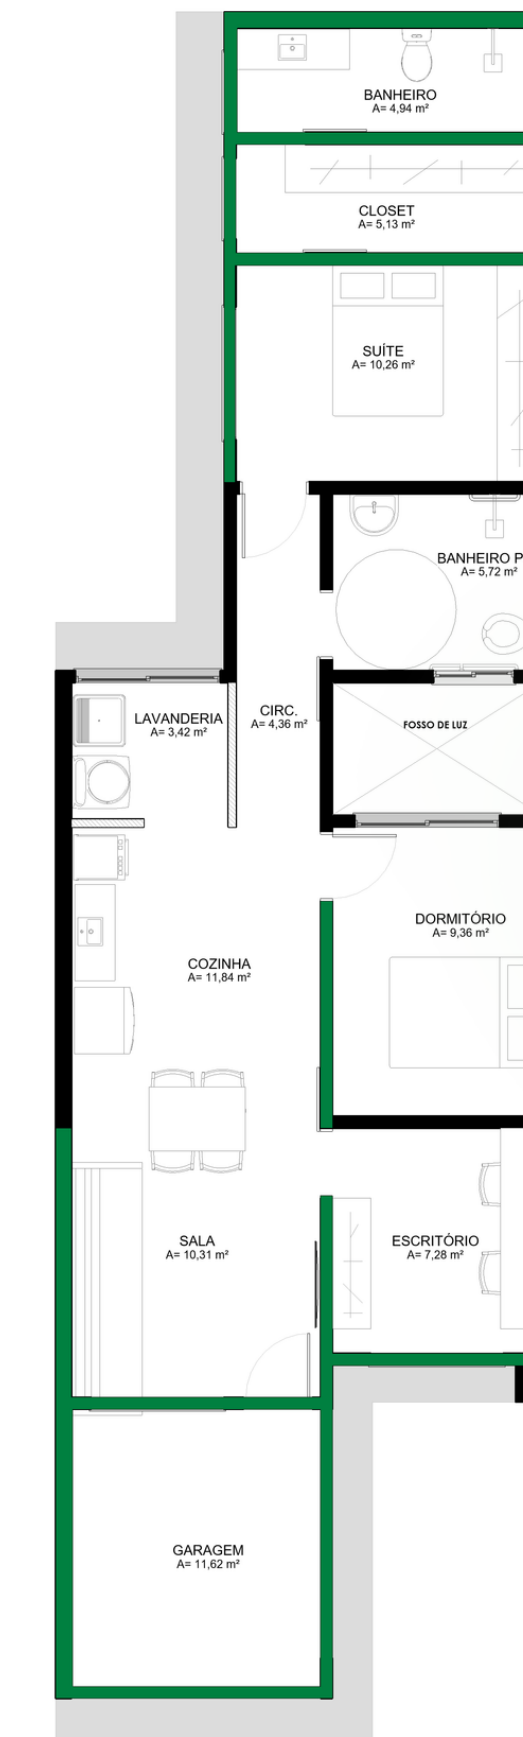 BANHEIRO
A= 4,94 m²
CLOSET
A= 5,13 m²
SUÍTE
A= 10,26 m²
BANHEIRO P
A= 5,72 m²
LAVANDERIA
A= 3,42 m²
CIRC.
A= 4,36 m²
FOSSO DE LUZ
DORMITÓRIO
A= 9,36 m²
COZINHA
A= 11,84 m²
SALA
A= 10,31 m²
ESCRITÓRIO
A= 7,28 m²
GARAGEM
A= 11,62 m²